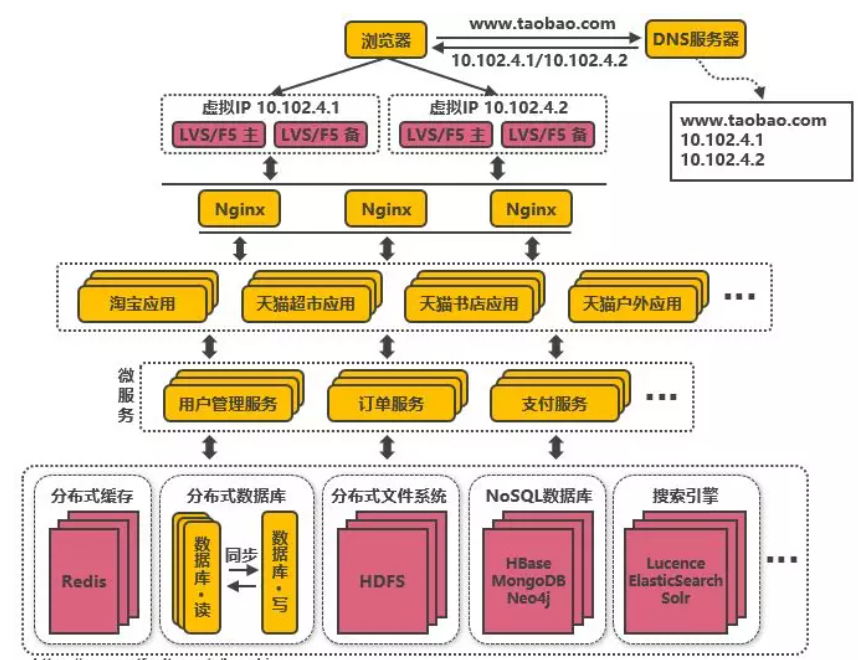 www.taobao.com
浏览器
DNS服务器
10.102.4.1/10.102.4.2
虚拟IP 10.102.4.1
LVS/F5 主
LVS/F5 备
虚拟IP 10.102.4.2
LVS/F5 主
LVS/F5 备
www.taobao.com
10.102.4.1
10.102.4.2
Nginx
Nginx
Nginx
淘宝应用
天猫超市应用
天猫书店应用
天猫户外应用
...
微服务
用户管理服务
订单服务
支付服务
...
分布式缓存
Redis
分布式数据库
数据库·读
同步
数据库·写
分布式文件系统
HDFS
NoSQL数据库
HBase
MongoDB
Neo4j
搜索引擎
Lucence
ElasticSearch
Solr
...